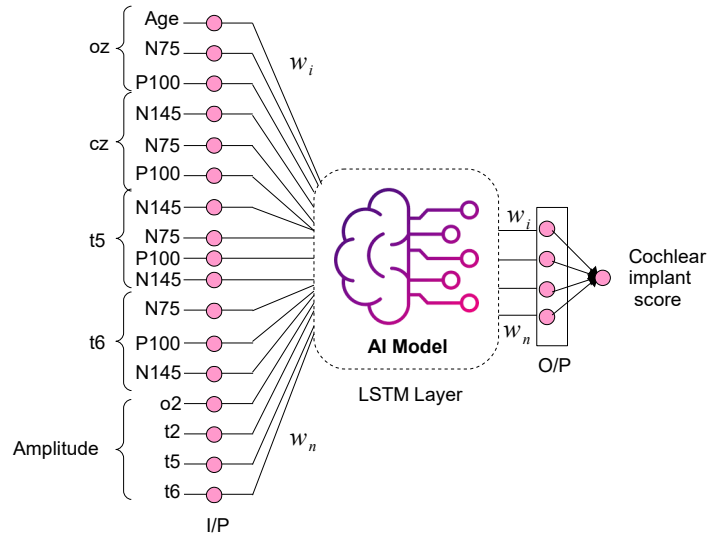 oz
Age
N75
P100
cz
N145
N75
P100
t5
N145
N75
P100
N145
t6
N75
P100
N145
Amplitude
o2
t2
t5
t6
I/P
w_i
w_n
AI Model
LSTM Layer
w_i
w_n
O/P
Cochlear
implant
score